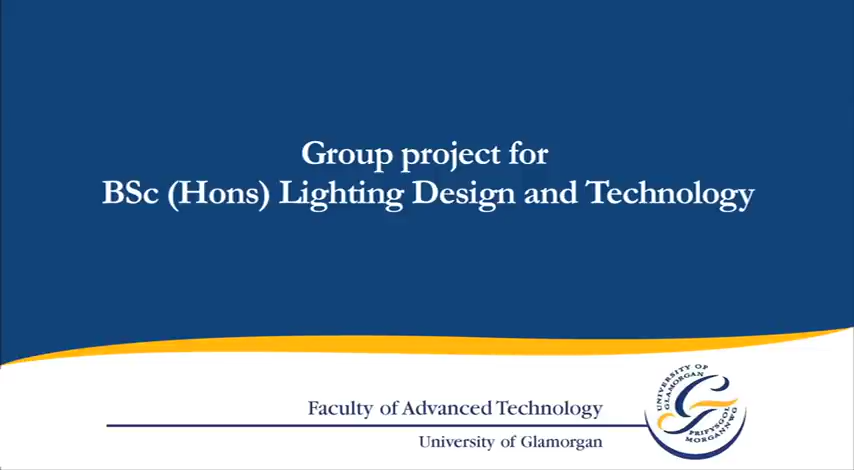 Group project for
BSc (Hons) Lighting Design and Technology
Faculty of Advanced Technology
University of Glamorgan
UNIVERSITY OF
GLAMORGAN
PRIFYSGOL
MORGANNWG